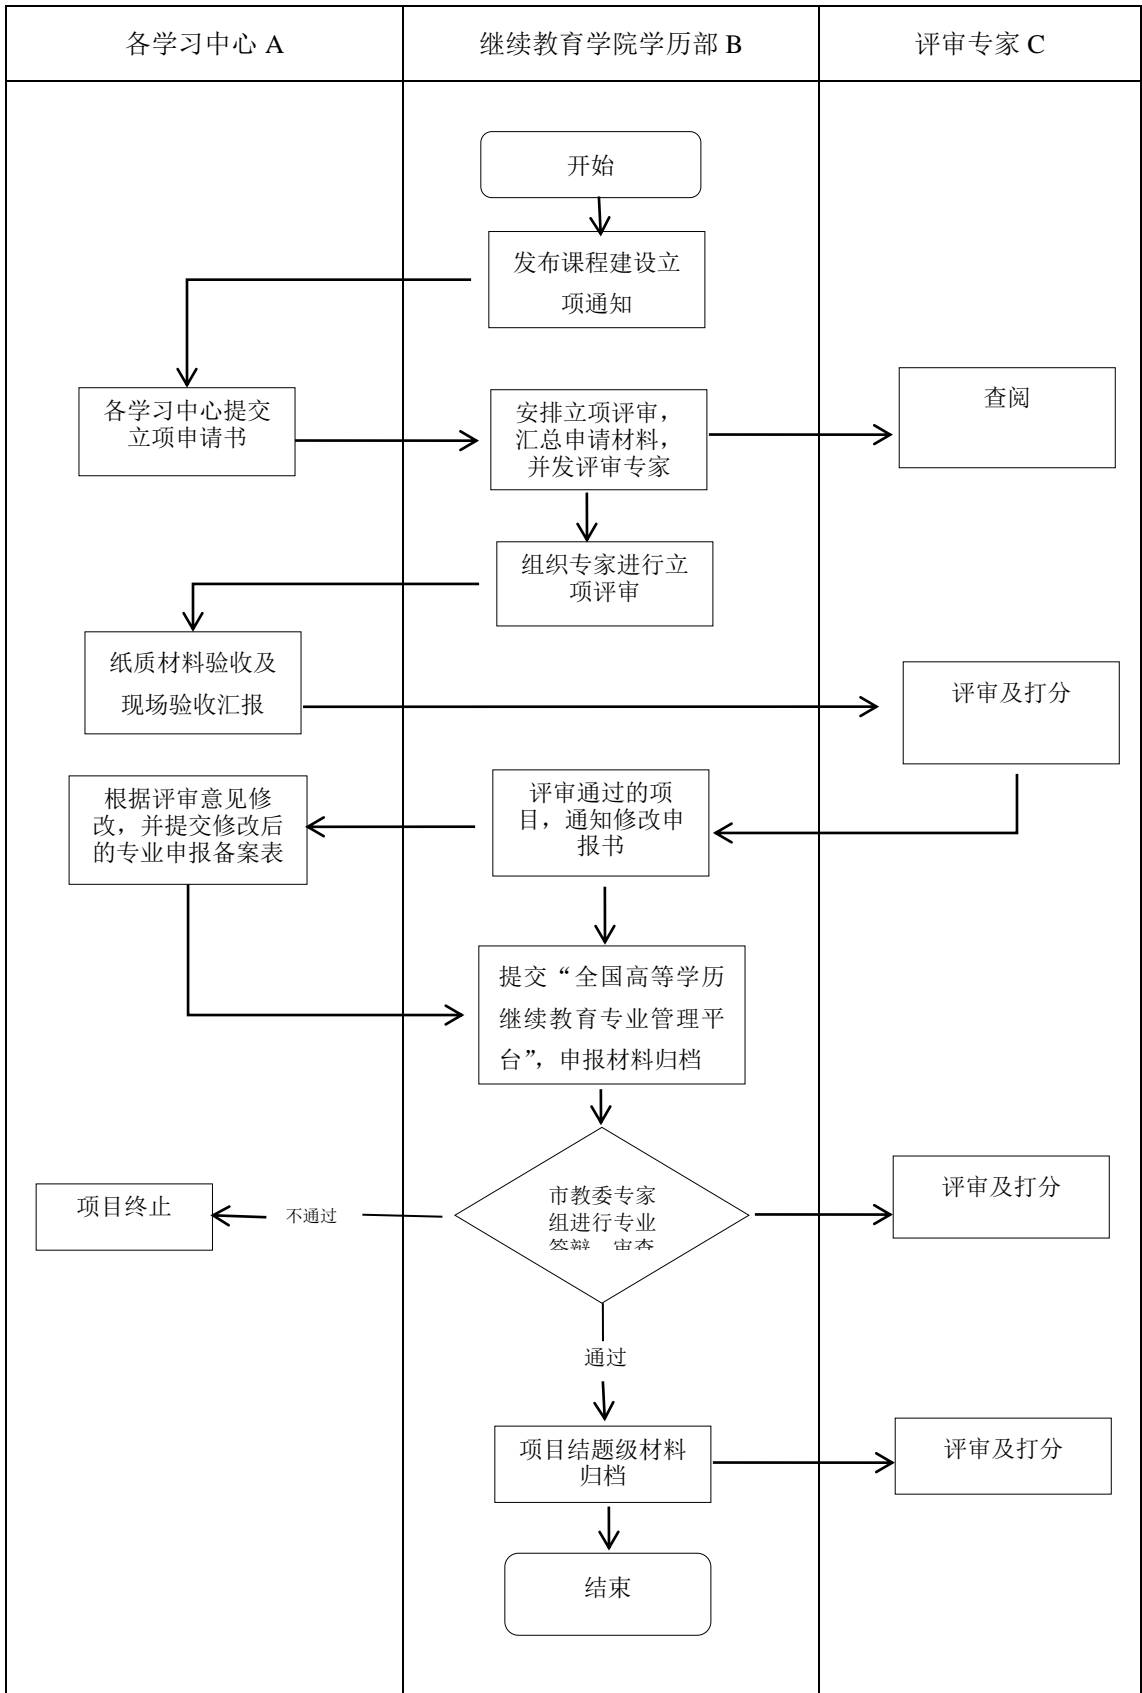 各学习中心 A
继续教育学院学历部 B
评审专家 C
开始
发布课程建设立
项通知
各学习中心提交
立项申请书
安排立项评审，
汇总申请材料，
并发评审专家
查阅
组织专家进行立
项评审
纸质材料验收及
现场验收汇报
评审及打分
根据评审意见修
改，并提交修改后
的专业申报备案表
评审通过的项
目，通知修改申
报书
提交“全国高等学历
继续教育专业管理平
台”，申报材料归档
项目终止
不通过
市教委专家
组进行专业
答辩、审查
评审及打分
通过
项目结题级材料
归档
评审及打分
结束